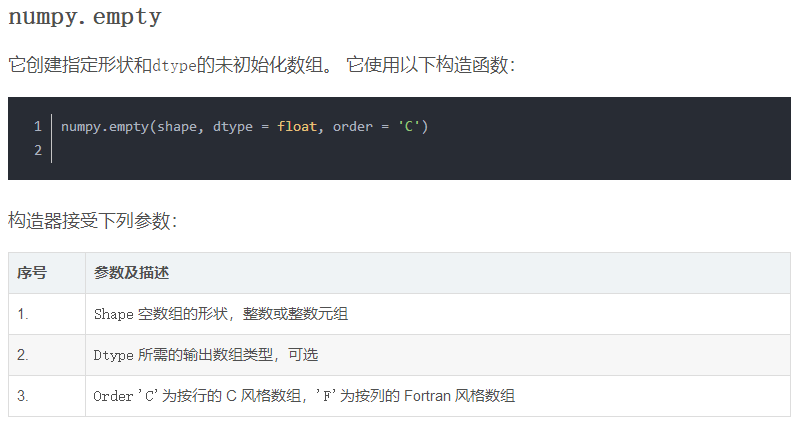 numpy.empty
它创建指定形状和dtype的未初始化数组。 它使用以下构造函数:
1 numpy.empty(shape, dtype = float, order = 'C')
2
构造器接受下列参数:
序号 参数及描述
1. Shape 空数组的形状，整数或整数元组
2. Dtype 所需的输出数组类型，可选
3. Order 'C'为按行的 C 风格数组，'F'为按列的 Fortran 风格数组